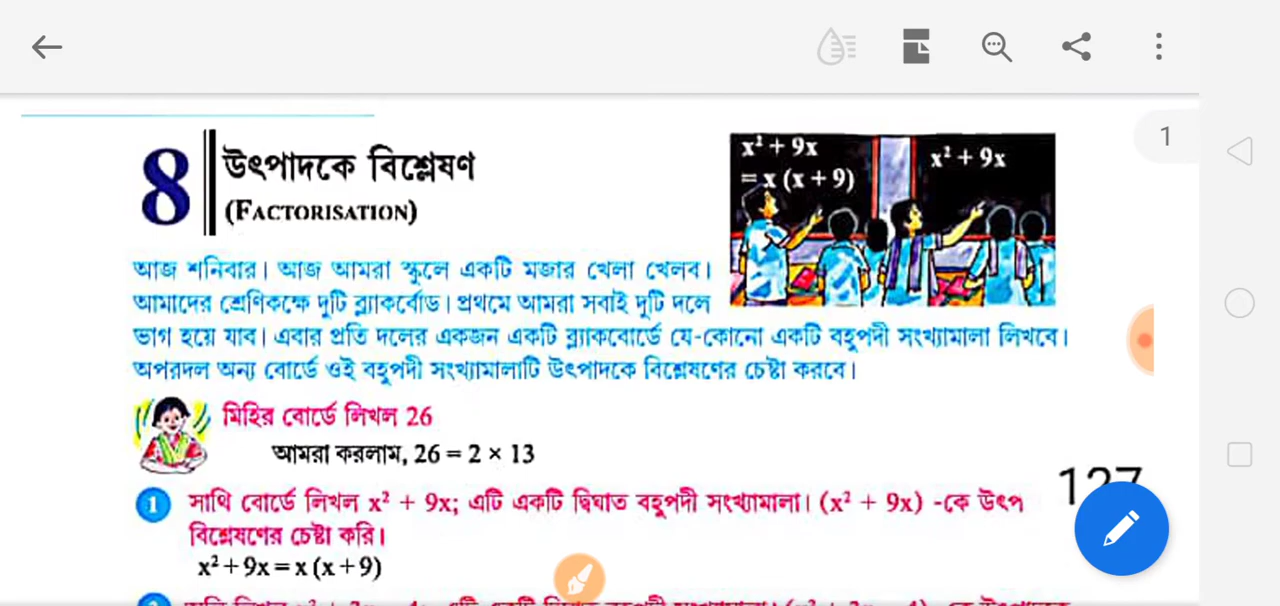 1
8
উৎপাদকে বিশ্লেষণ
(FACTORISATION)
x² + 9x
= x (x + 9)
x² + 9x
আজ শনিবার। আজ আমরা স্কুলে একটি মজার খেলা খেলব।
আমাদের শ্রেণিকক্ষে দুটি ব্ল্যাকবোর্ড। প্রথমে আমরা সবাই দুটি দলে
ভাগ হয়ে যাব। এবার প্রতি দলের একজন একটি ব্ল্যাকবোর্ডে যে-কোনো একটি বহুপদী সংখ্যামালা লিখবে।
অপরদল অন্য বোর্ডে ওই বহুপদী সংখ্যামালাটি উৎপাদকে বিশ্লেষণের চেষ্টা করবে।
মিহির বোর্ডে লিখল 26
আমরা করলাম, 26 = 2 × 13
1 সাথি বোর্ডে লিখল x² + 9x; এটি একটি দ্বিঘাত বহুপদী সংখ্যামালা। (x² + 9x) -কে উৎপ
বিশ্লেষণের চেষ্টা করি।
x² + 9x = x (x + 9)